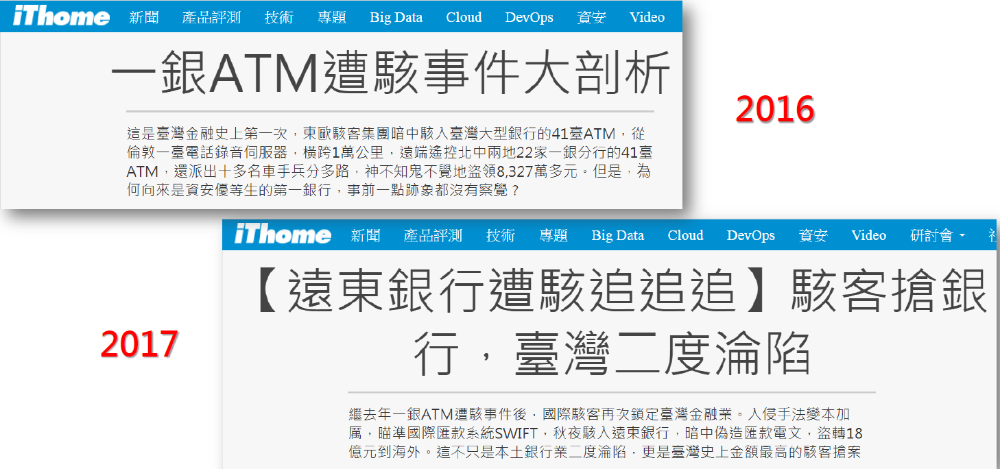 iThome 新聞 產品評測 技術 專題 Big Data Cloud DevOps 資安 Video
一銀ATM遭駭事件大剖析
這是臺灣金融史上第一次，東歐駭客集團暗中駭入臺灣大型銀行的41臺ATM，從
倫敦一臺電話錄音伺服器，橫跨1萬公里，遠端遙控北中兩地22家一銀分行的41臺
ATM，還派出十多名車手兵分多路，神不知鬼不覺地盜領8,327萬多元。但是，為
何向來是資安優等生的第一銀行，事前一點跡象都沒有察覺？
2016
iThome 新聞 產品評測 技術 專題 Big Data Cloud DevOps 資安 Video 研討會
【遠東銀行遭駭追追追】駭客搶銀
行，臺灣二度淪陷
2017
繼去年一銀ATM遭駭事件後，國際駭客再次鎖定臺灣金融業。入侵手法變本加
厲，瞄準國際匯款系統SWIFT，秋夜駭入遠東銀行，暗中偽造匯款電文，盜轉18
億元到海外。這不只是本土銀行業二度淪陷，更是臺灣史上金額最高的駭客搶案